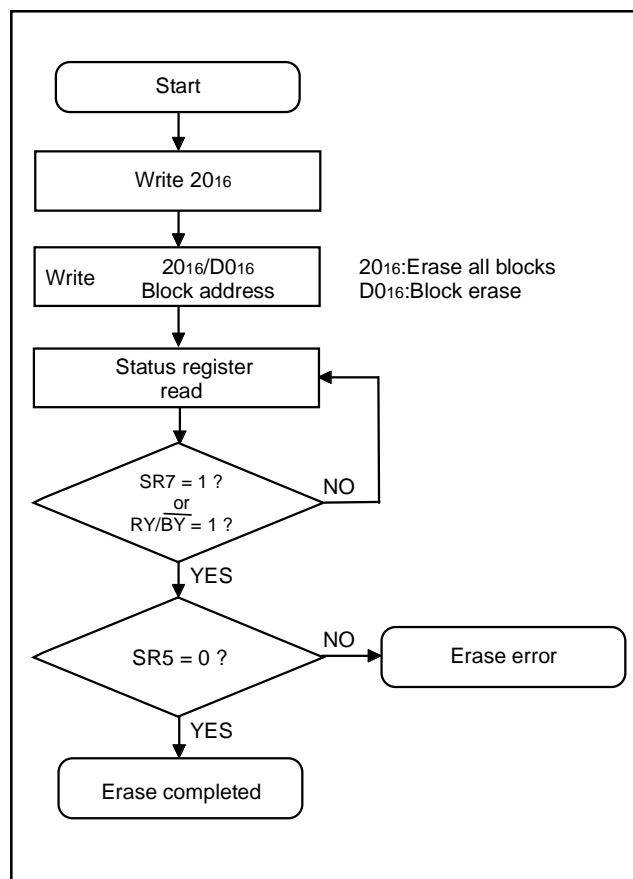 Start
Write 20₁₆
Write 20₁₆/D0₁₆
Block address
20₁₆:Erase all blocks
D0₁₆:Block erase
Status register
read
SR7 = 1 ?
or
RY/B̅Y̅ = 1 ?
NO
YES
SR5 = 0 ?
NO
Erase error
YES
Erase completed